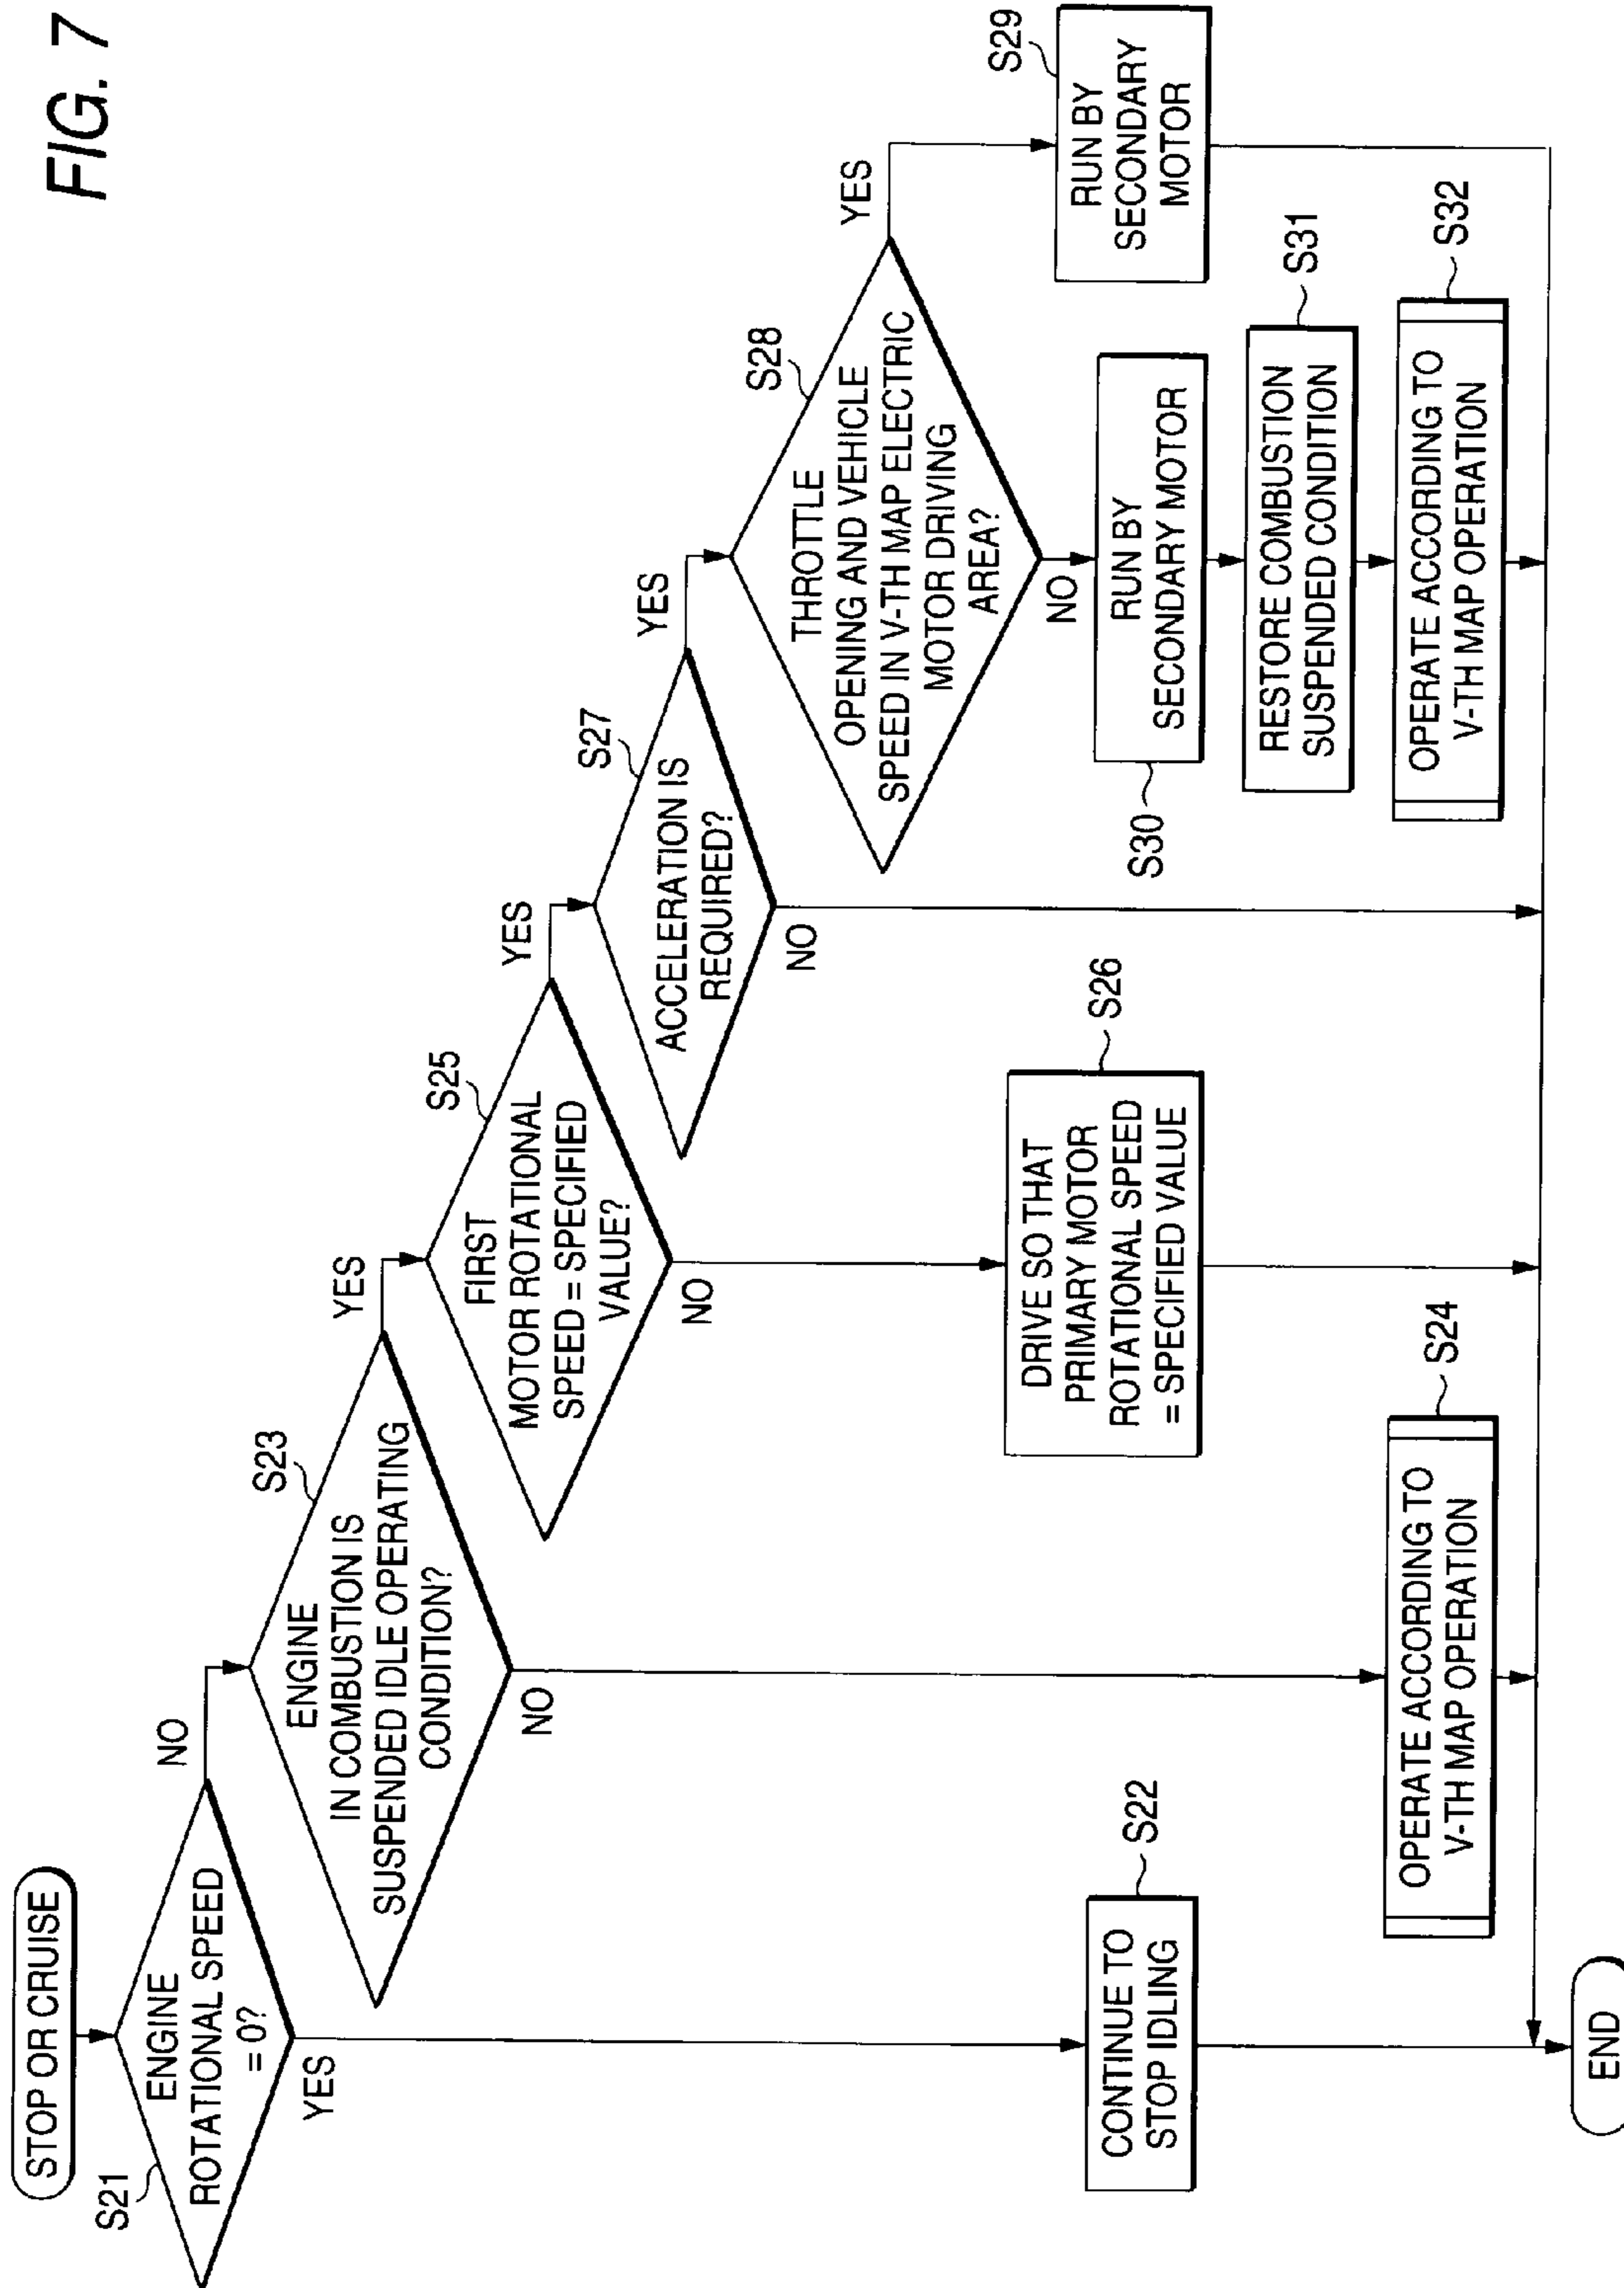 FIG. 7
STOP OR CRUISE
S21
ENGINE
ROTATIONAL SPEED
= 0?
YES
NO
CONTINUE TO
STOP IDLING
S22
S23
ENGINE
IN COMBUSTION IS
SUSPENDED IDLE OPERATING
CONDITION?
YES
NO
OPERATE ACCORDING TO
V-TH MAP OPERATION
S24
S25
FIRST
MOTOR ROTATIONAL
SPEED = SPECIFIED
VALUE?
YES
NO
DRIVE SO THAT
PRIMARY MOTOR
ROTATIONAL SPEED
= SPECIFIED VALUE
S26
S27
ACCELERATION IS
REQUIRED?
YES
NO
S28
THROTTLE
OPENING AND VEHICLE
SPEED IN V-TH MAP ELECTRIC
MOTOR DRIVING
AREA?
YES
NO
RUN BY
SECONDARY
MOTOR
S29
RUN BY
SECONDARY MOTOR
S30
RESTORE COMBUSTION
SUSPENDED CONDITION
S31
OPERATE ACCORDING TO
V-TH MAP OPERATION
S32
END